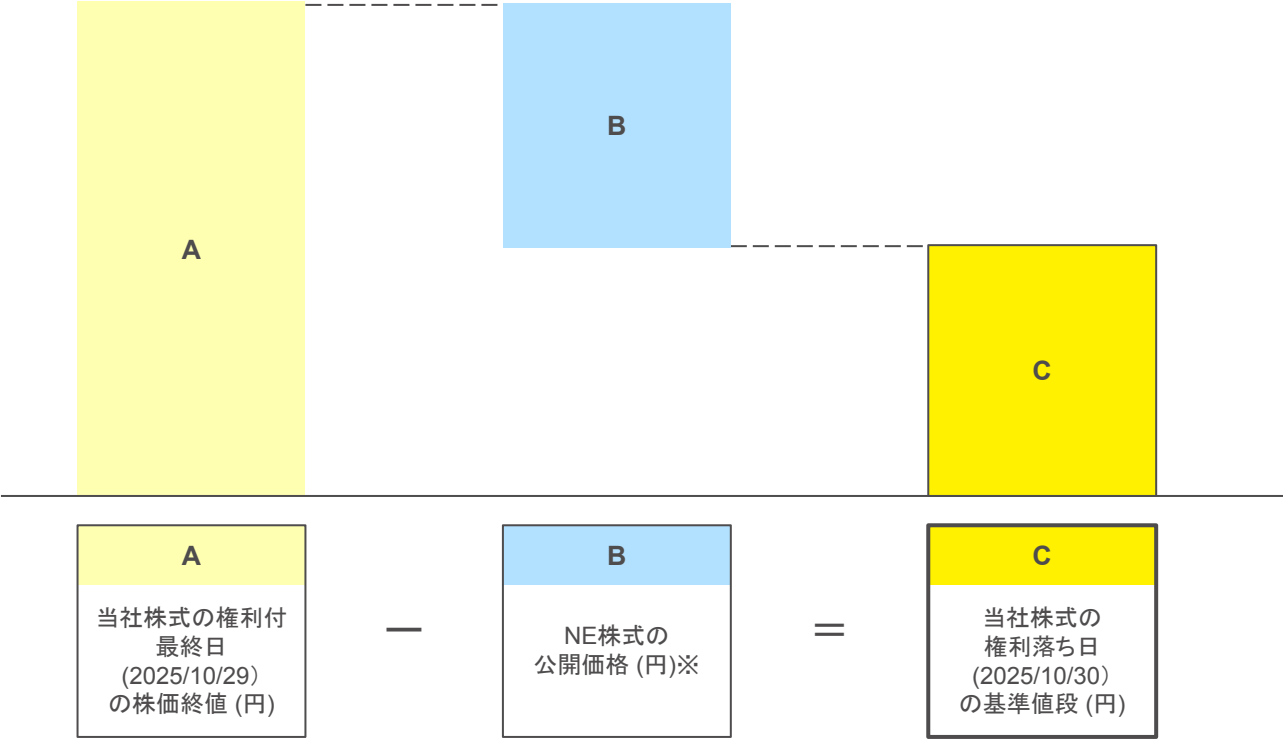 A
B
C
A
当社株式の権利付
最終日
(2025/10/29）
の株価終値 (円)
－
B
NE株式の
公開価格 (円)※
＝
C
当社株式の
権利落ち日
(2025/10/30）
の基準値段 (円)